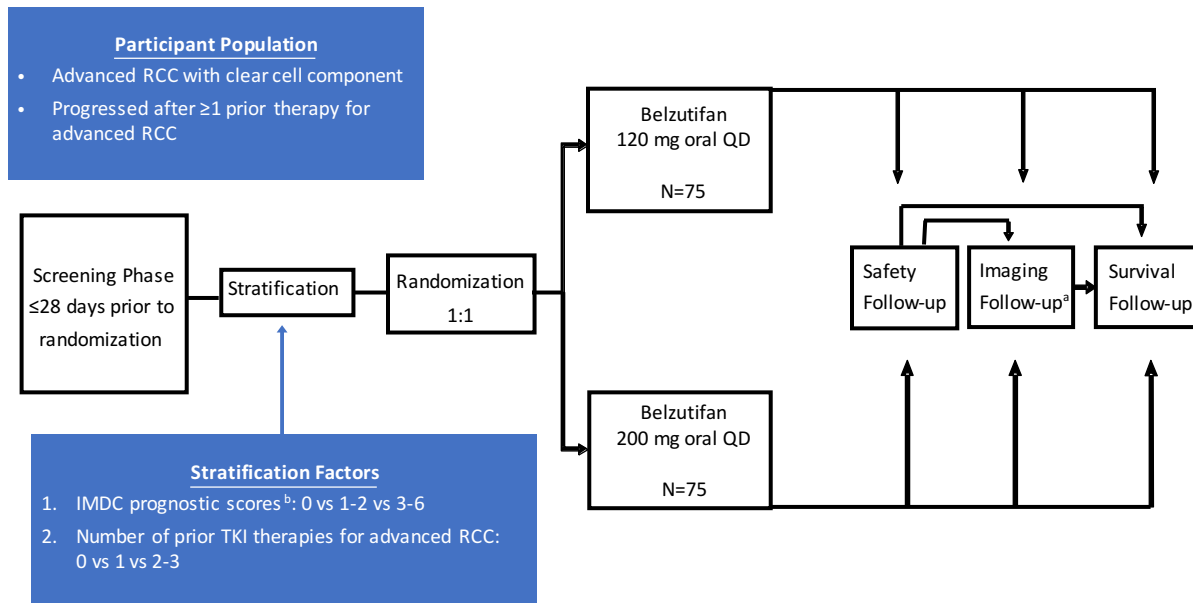 Participant Population
• Advanced RCC with clear cell component
• Progressed after ≥1 prior therapy for
advanced RCC
Screening Phase
≤28 days prior to
randomization
Stratification
Randomization
1:1
Belzutifan
120 mg oral QD
N=75
Belzutifan
200 mg oral QD
N=75
Safety
Follow-up
Imaging
Follow-upᵃ
Survival
Follow-up
Stratification Factors
1. IMDC prognostic scores ᵇ: 0 vs 1-2 vs 3-6
2. Number of prior TKI therapies for advanced RCC:
0 vs 1 vs 2-3